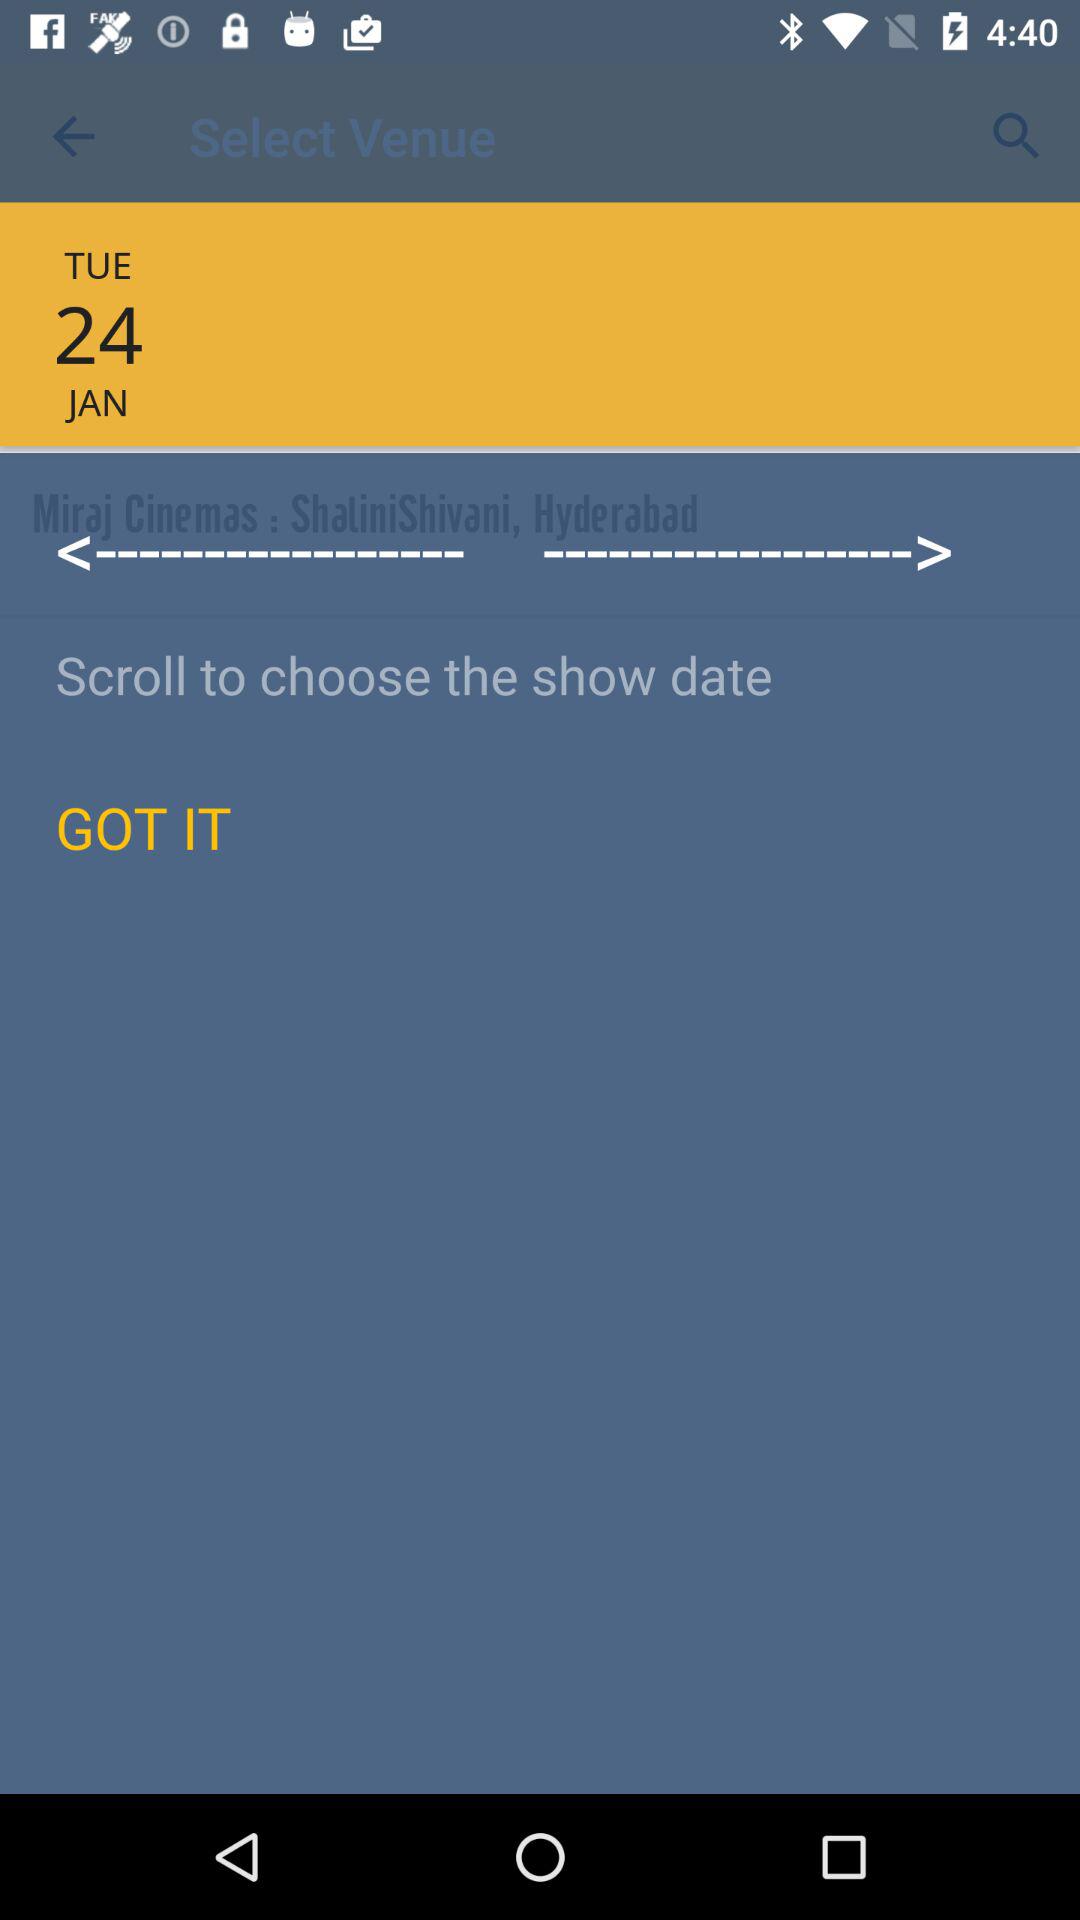 FAKE
4:40
Select Venue
TUE
24
JAN
Miraj Cinemas : ShaliniShivani, Hyderabad
<----------------- ----------------->
Scroll to choose the show date
GOT IT